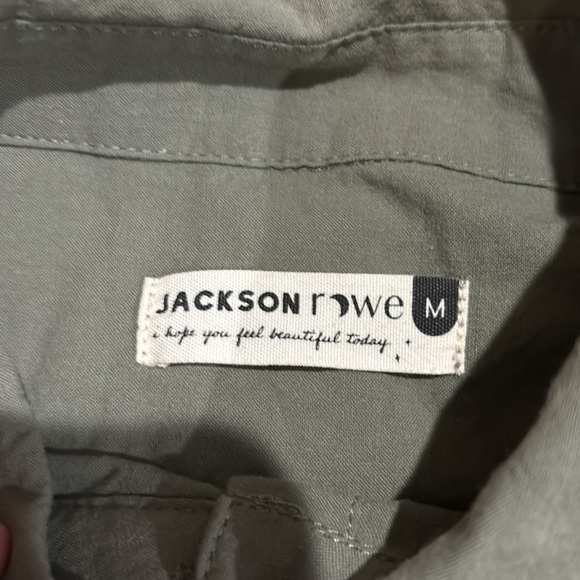 JACKSON rowe M
i hope you feel beautiful today